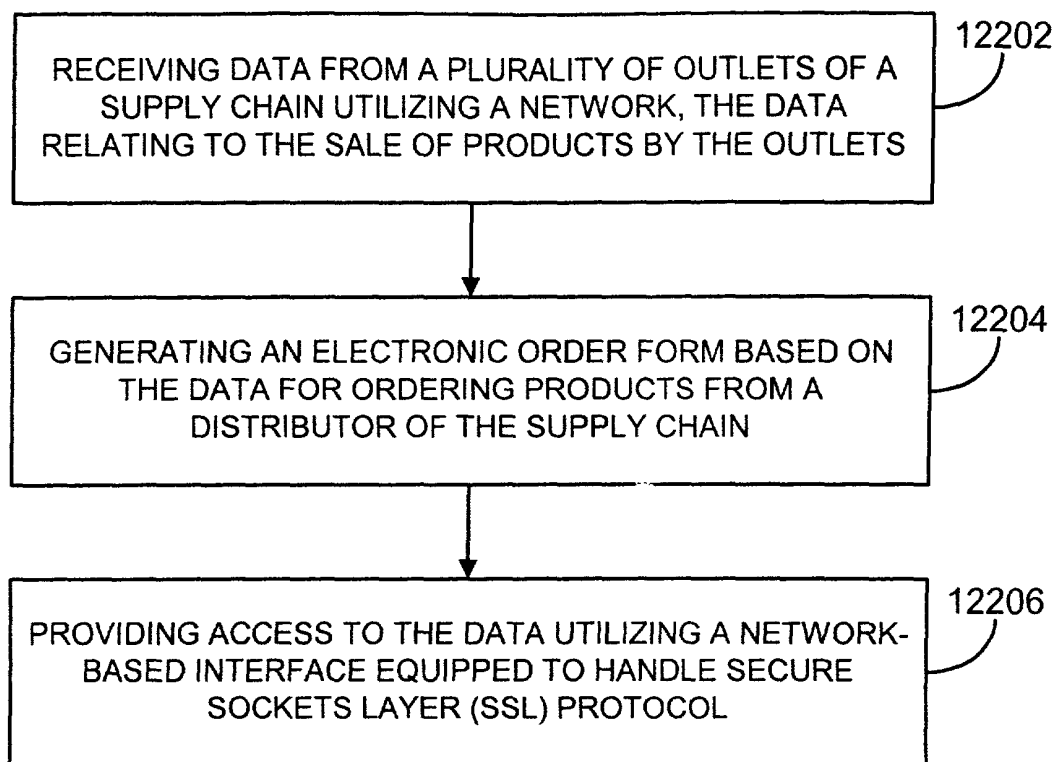 12202
RECEIVING DATA FROM A PLURALITY OF OUTLETS OF A
SUPPLY CHAIN UTILIZING A NETWORK, THE DATA
RELATING TO THE SALE OF PRODUCTS BY THE OUTLETS
12204
GENERATING AN ELECTRONIC ORDER FORM BASED ON
THE DATA FOR ORDERING PRODUCTS FROM A
DISTRIBUTOR OF THE SUPPLY CHAIN
12206
PROVIDING ACCESS TO THE DATA UTILIZING A NETWORK-
BASED INTERFACE EQUIPPED TO HANDLE SECURE
SOCKETS LAYER (SSL) PROTOCOL